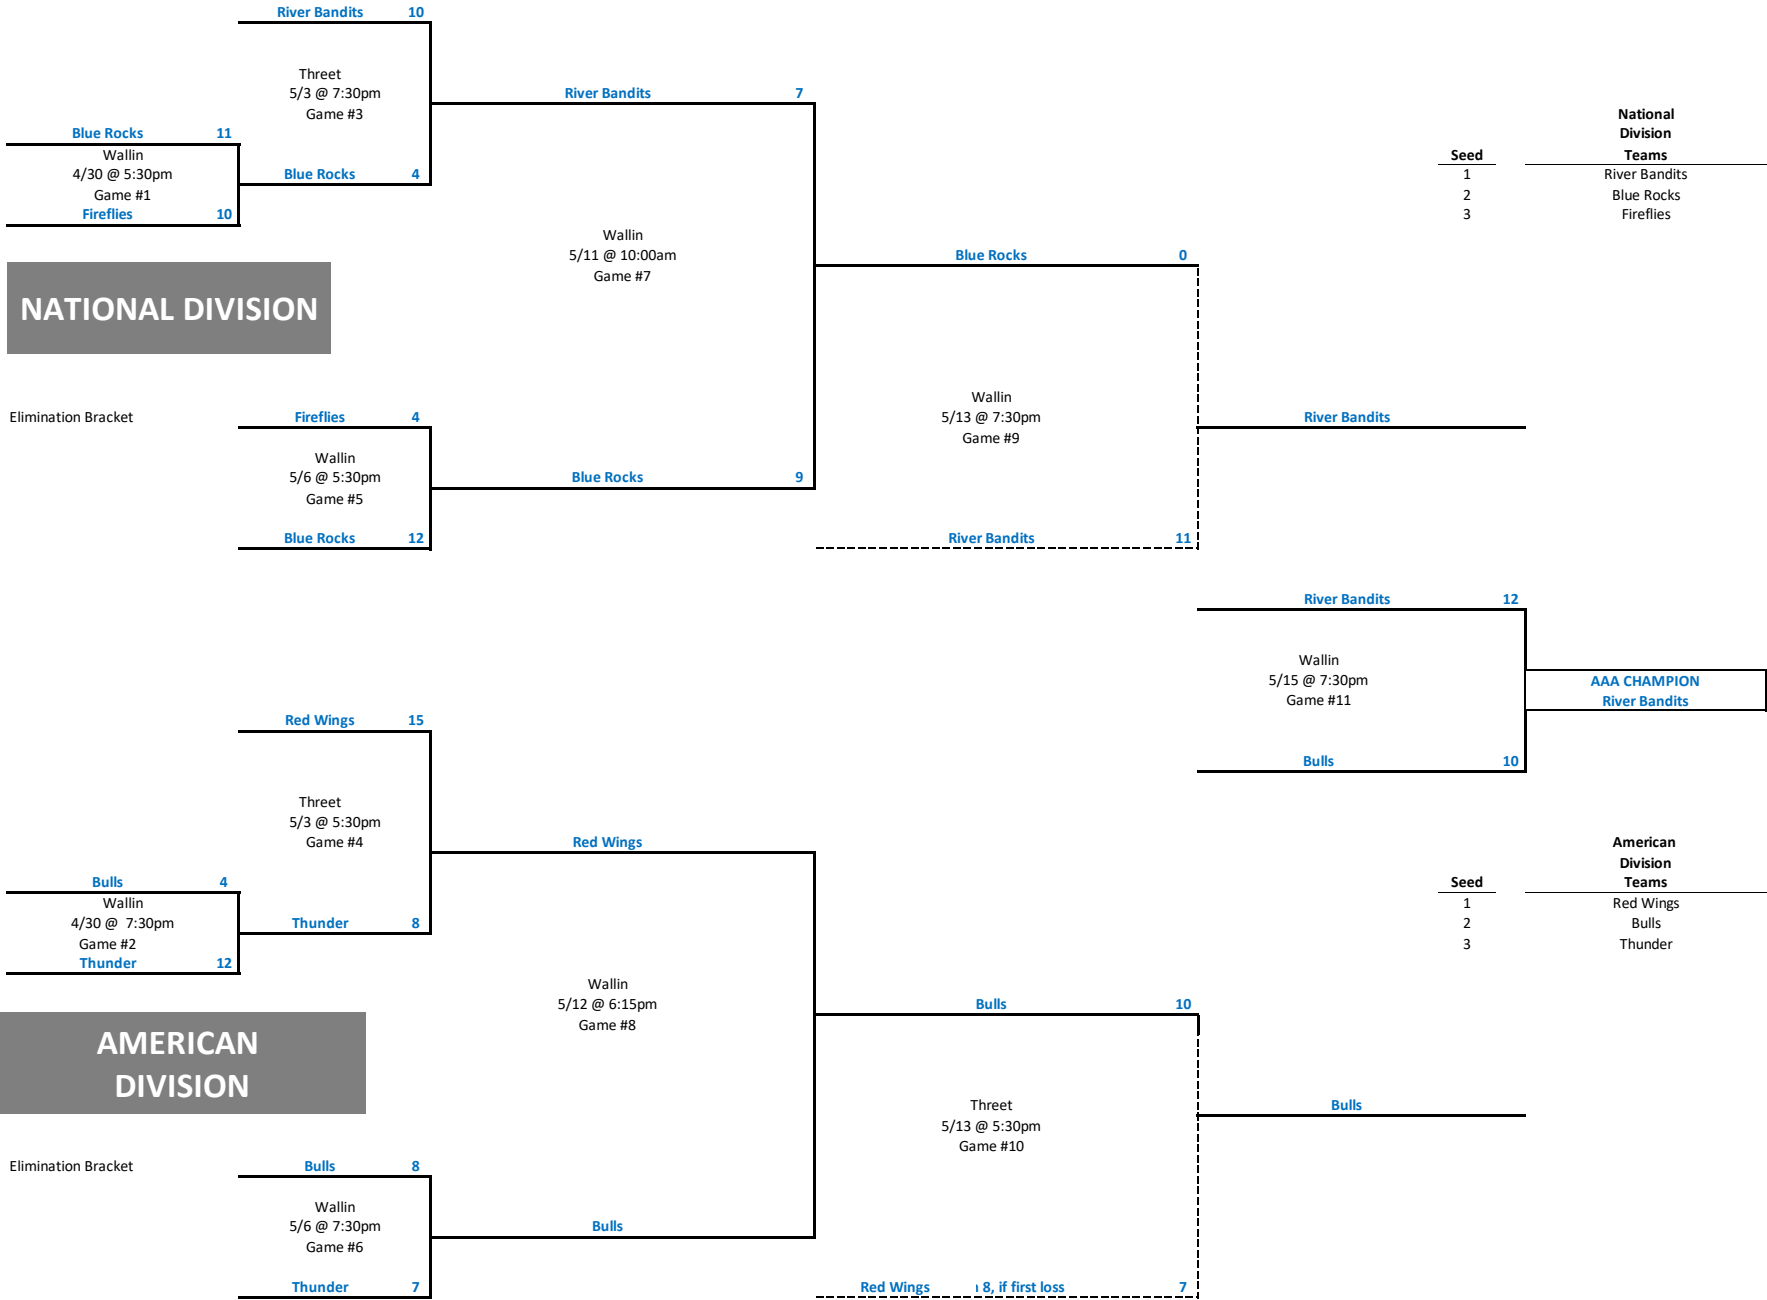 River Bandits 10
Threet
5/3 @ 7:30pm
Game #3
River Bandits 7
Blue Rocks 11
Wallin
4/30 @ 5:30pm
Game #1
Fireflies 10
Blue Rocks 4
National
Division
Seed Teams
1 River Bandits
2 Blue Rocks
3 Fireflies
Wallin
5/11 @ 10:00am
Game #7
Blue Rocks 0
NATIONAL DIVISION
Wallin
5/13 @ 7:30pm
Game #9
River Bandits
Elimination Bracket
Fireflies 4
Wallin
5/6 @ 5:30pm
Game #5
Blue Rocks 9
Blue Rocks 12
River Bandits 11
River Bandits 12
Wallin
5/15 @ 7:30pm
Game #11
AAA CHAMPION
River Bandits
Bulls 10
Red Wings 15
Threet
5/3 @ 5:30pm
Game #4
Red Wings
Bulls 4
Wallin
4/30 @ 7:30pm
Game #2
Thunder 12
Thunder 8
American
Division
Seed Teams
1 Red Wings
2 Bulls
3 Thunder
Wallin
5/12 @ 6:15pm
Game #8
Bulls 10
AMERICAN
DIVISION
Threet
5/13 @ 5:30pm
Game #10
Bulls
Elimination Bracket
Bulls 8
Wallin
5/6 @ 7:30pm
Game #6
Bulls
Thunder 7
Red Wings 8, if first loss 7